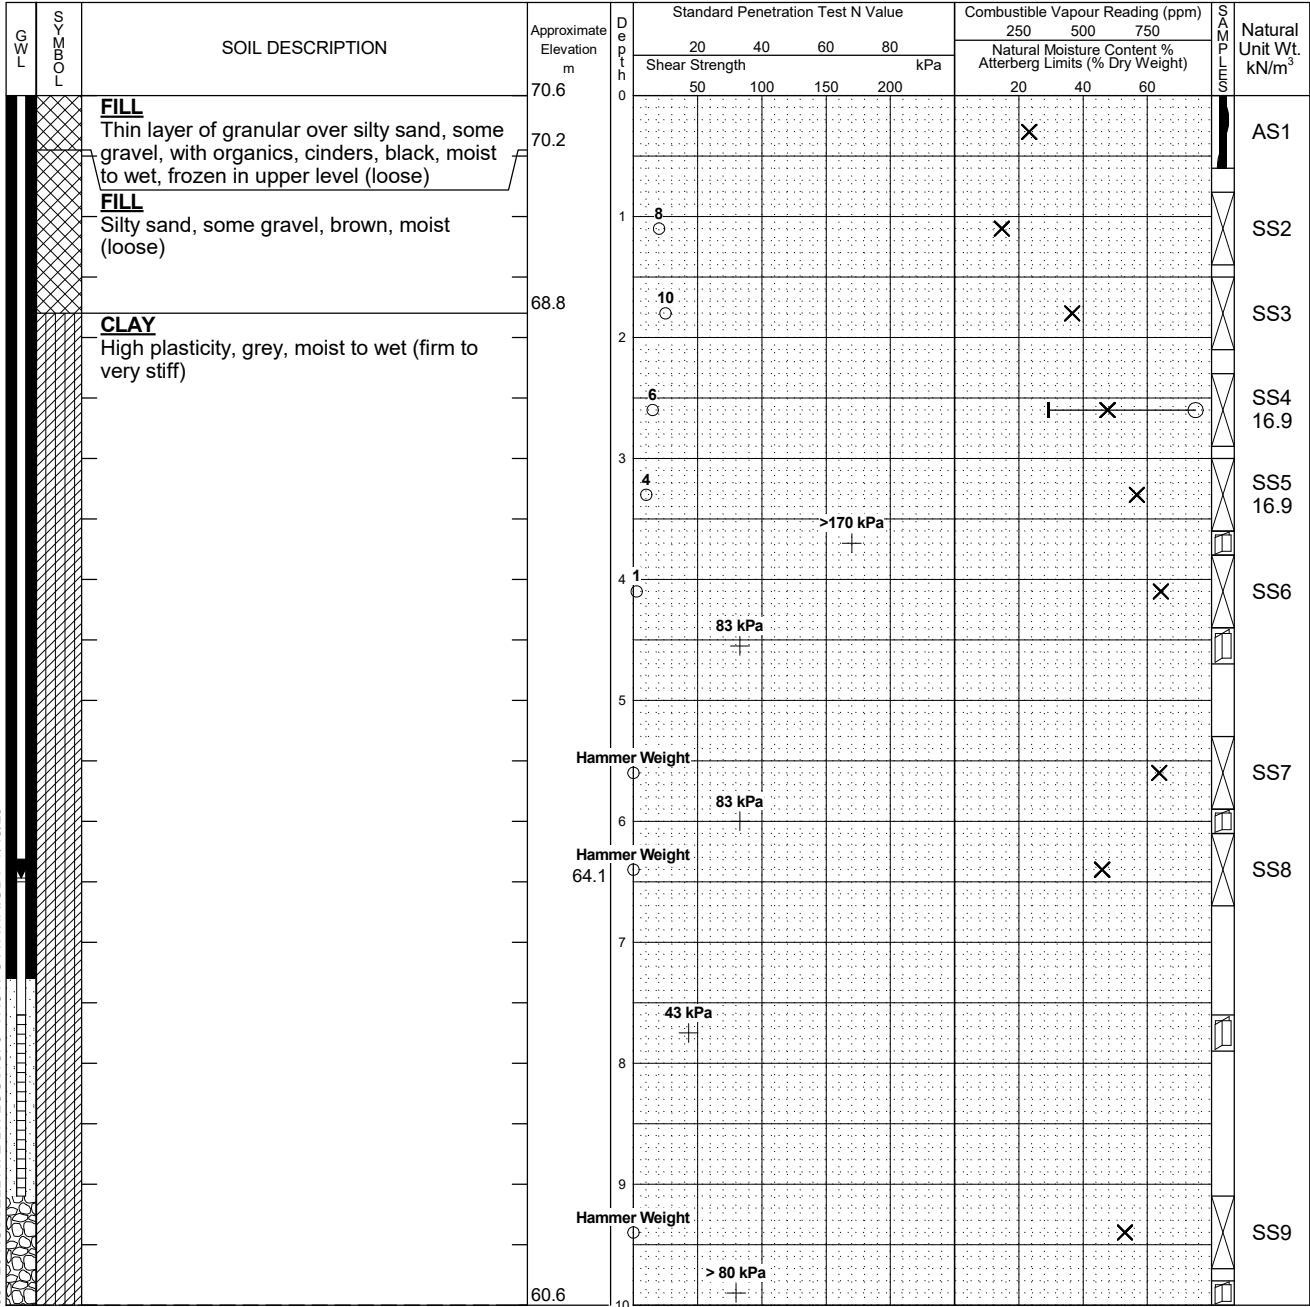 GWL
SYMBOL
SOIL DESCRIPTION
Approximate
Elevation
m
Depth
Standard Penetration Test N Value
20 40 60 80
Shear Strength kPa
50 100 150 200
Combustible Vapour Reading (ppm)
250 500 750
Natural Moisture Content %
Atterberg Limits (% Dry Weight)
20 40 60
SAMPLES
Natural
Unit Wt.
kN/m³
70.6
0
FILL
Thin layer of granular over silty sand, some
gravel, with organics, cinders, black, moist
to wet, frozen in upper level (loose)
70.2
AS1
FILL
Silty sand, some gravel, brown, moist
(loose)
1
8
SS2
68.8
10
SS3
CLAY
High plasticity, grey, moist to wet (firm to
very stiff)
2
6
SS4
16.9
3
4
SS5
16.9
>170 kPa
4
1
SS6
83 kPa
5
Hammer Weight
SS7
83 kPa
6
Hammer Weight
64.1
SS8
7
43 kPa
8
9
Hammer Weight
SS9
> 80 kPa
60.6
10